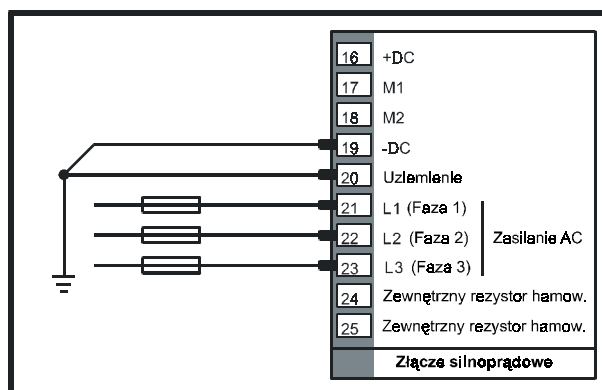 16 +DC
17 M1
18 M2
19 -DC
20 Uziemienie
21 L1 (Faza 1)
22 L2 (Faza 2) Zasilanie AC
23 L3 (Faza 3)
24 Zewnętrzny rezystor hamow.
25 Zewnętrzny rezystor hamow.
Złącze silnoprądowe